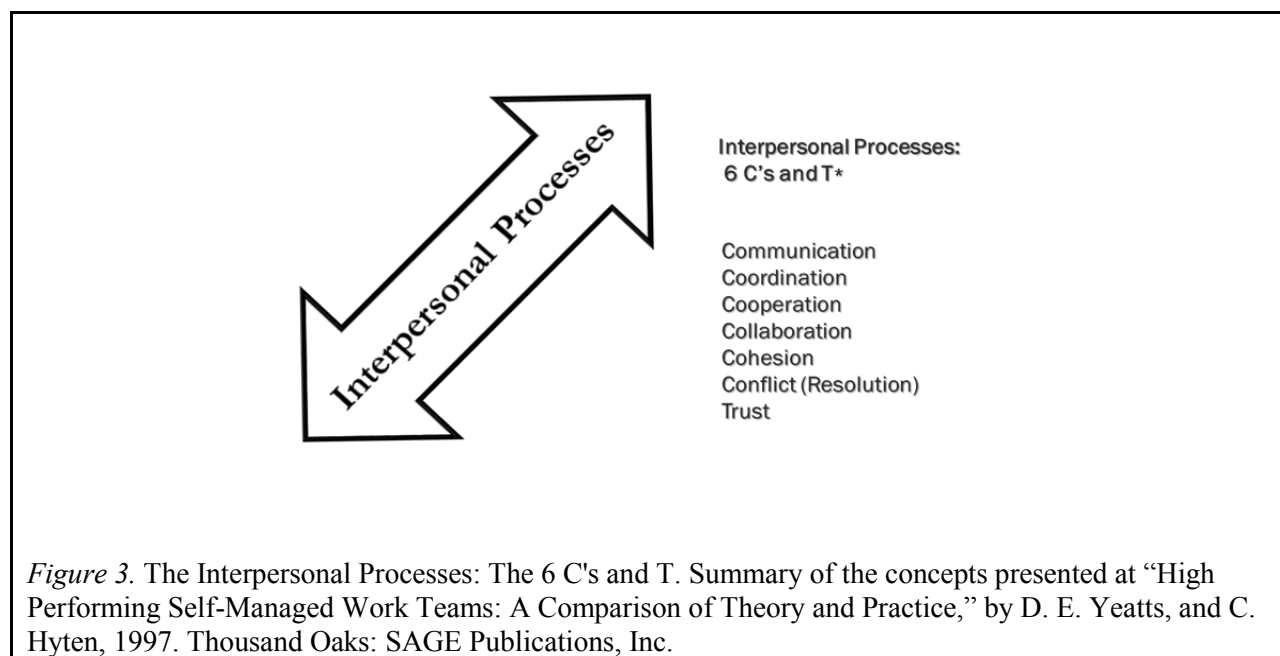 Interpersonal Processes
Interpersonal Processes:
6 C's and T*
Communication
Coordination
Cooperation
Collaboration
Cohesion
Conflict (Resolution)
Trust
Figure 3. The Interpersonal Processes: The 6 C's and T. Summary of the concepts presented at “High
Performing Self-Managed Work Teams: A Comparison of Theory and Practice,” by D. E. Yeatts, and C.
Hyten, 1997. Thousand Oaks: SAGE Publications, Inc.